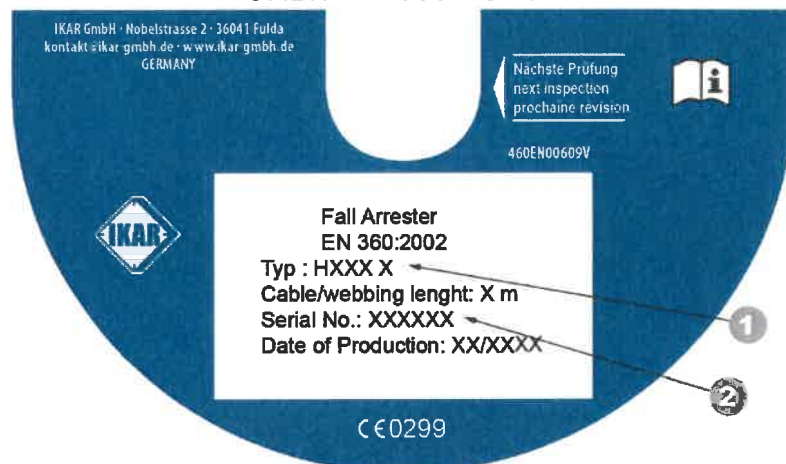 IKAR GmbH · Nobelstrasse 2 · 36041 Fulda
kontakt@ikar-gmbh.de · www.ikar-gmbh.de
GERMANY
Nächste Prüfung
next inspection
prochaine révision
i
460EN00609V
IKAR
Fall Arrester
EN 360:2002
Typ : HXXX X
Cable/webbing lenght: X m
Serial No.: XXXXXX
Date of Production: XX/XXXX
1
2
CE0299